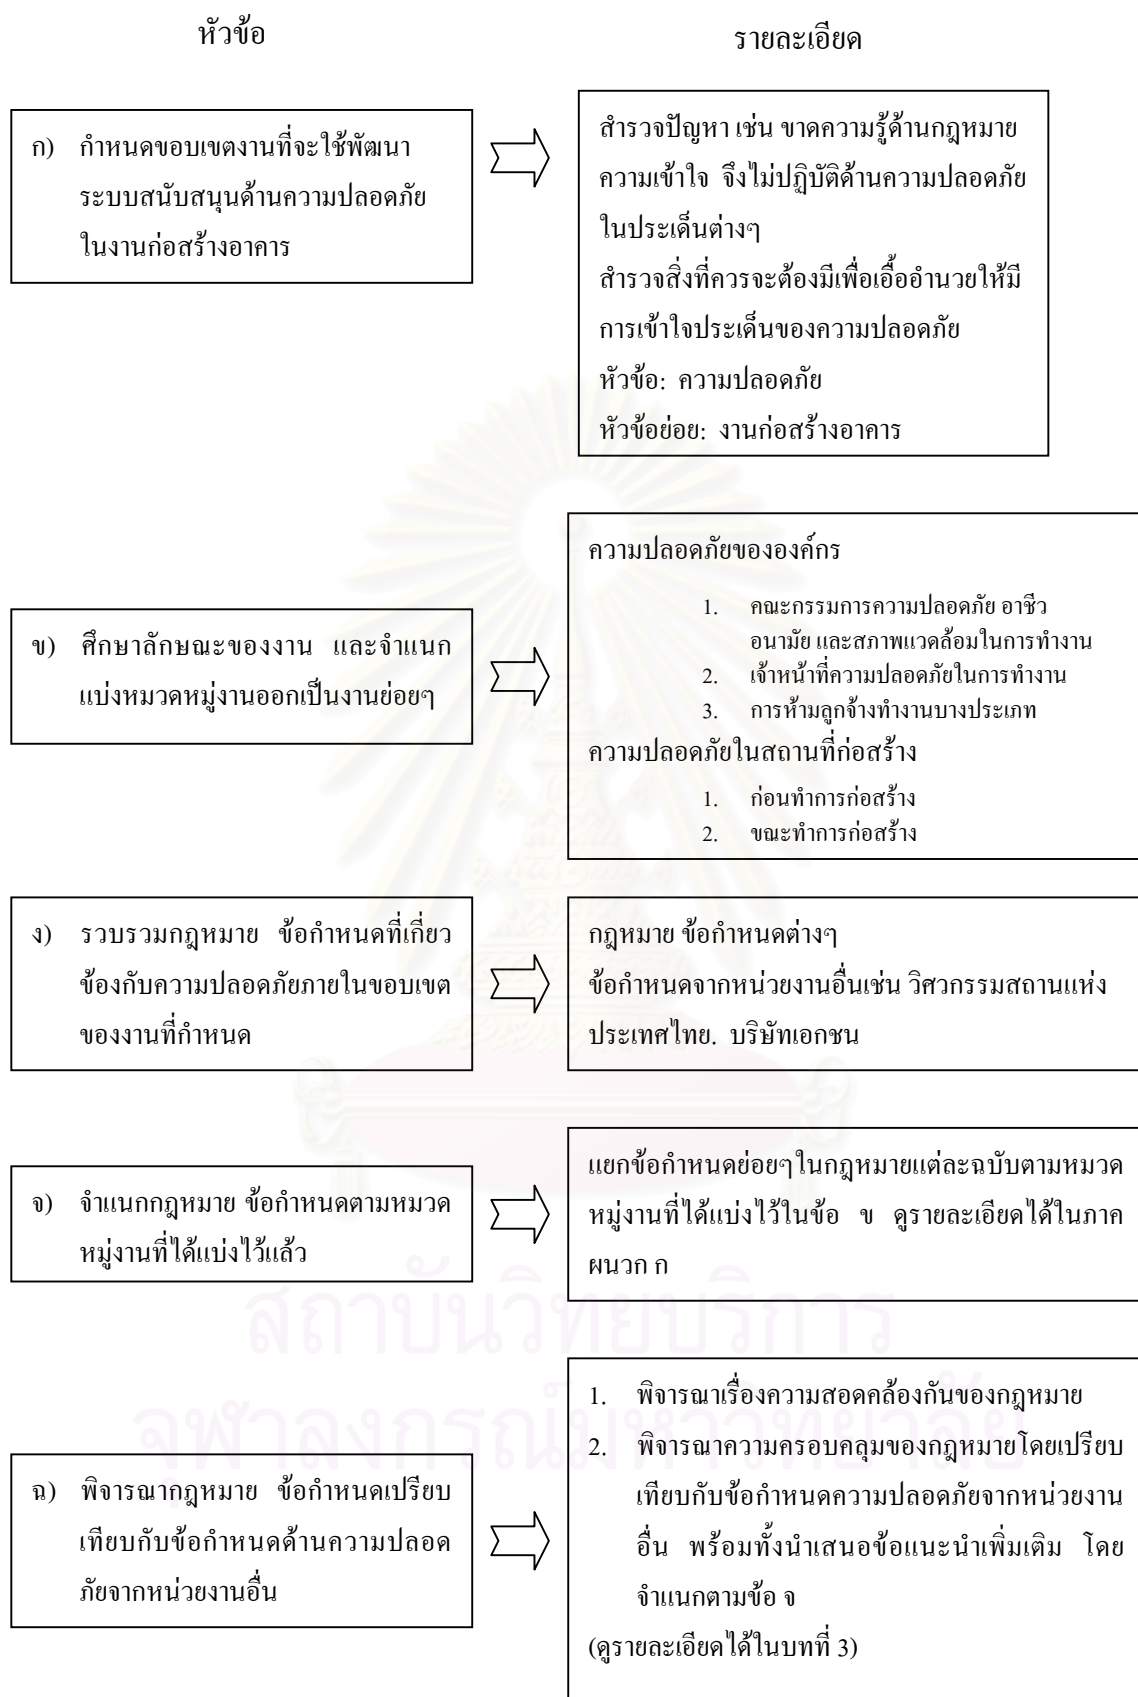 หัวข้อ
รายละเอียด
ก) กำหนดขอบเขตงานที่จะใช้พัฒนา
ระบบสนับสนุนด้านความปลอดภัย
ในงานก่อสร้างอาคาร
สำรวจปัญหา เช่น ขาดความรู้ด้านกฎหมาย
ความเข้าใจ จึงไม่ปฏิบัติด้านความปลอดภัย
ในประเด็นต่างๆ
สำรวจสิ่งที่ควรจะต้องมีเพื่อเอื้ออำนวยให้มี
การเข้าใจประเด็นของความปลอดภัย
หัวข้อ: ความปลอดภัย
หัวข้อย่อย: งานก่อสร้างอาคาร
ข) ศึกษาลักษณะของงาน และจำแนก
แบ่งหมวดหมู่งานออกเป็นงานย่อยๆ
ความปลอดภัยขององค์กร
1. คณะกรรมการความปลอดภัย อาชีว
อนามัย และสภาพแวดล้อมในการทำงาน
2. เจ้าหน้าที่ความปลอดภัยในการทำงาน
3. การห้ามลูกจ้างทำงานบางประเภท
ความปลอดภัยในสถานที่ก่อสร้าง
1. ก่อนทำการก่อสร้าง
2. ขณะทำการก่อสร้าง
ง) รวบรวมกฎหมาย ข้อกำหนดที่เกี่ยว
ข้องกับความปลอดภัยภายในขอบเขต
ของงานที่กำหนด
กฎหมาย ข้อกำหนดต่างๆ
ข้อกำหนดจากหน่วยงานอื่นเช่น วิศวกรรมสถานแห่ง
ประเทศไทย. บริษัทเอกชน
จ) จำแนกกฎหมาย ข้อกำหนดตามหมวด
หมู่งานที่ได้แบ่งไว้แล้ว
แยกข้อกำหนดย่อยๆในกฎหมายแต่ละฉบับตามหมวด
หมู่งานที่ได้แบ่งไว้ในข้อ ข ดูรายละเอียดได้ในภาค
ผนวก ก
สถาบันวิทยบริการ
จุฬาลงกรณ์มหาวิทยาลัย
ฉ) พิจารณากฎหมาย ข้อกำหนดเปรียบ
เทียบกับข้อกำหนดด้านความปลอด
ภัยจากหน่วยงานอื่น
1. พิจารณาเรื่องความสอดคล้องกันของกฎหมาย
2. พิจารณาความครอบคลุมของกฎหมายโดยเปรียบ
เทียบกับข้อกำหนดความปลอดภัยจากหน่วยงาน
อื่น พร้อมทั้งนำเสนอข้อแนะนำเพิ่มเติม โดย
จำแนกตามข้อ จ
(ดูรายละเอียดได้ในบทที่ 3)